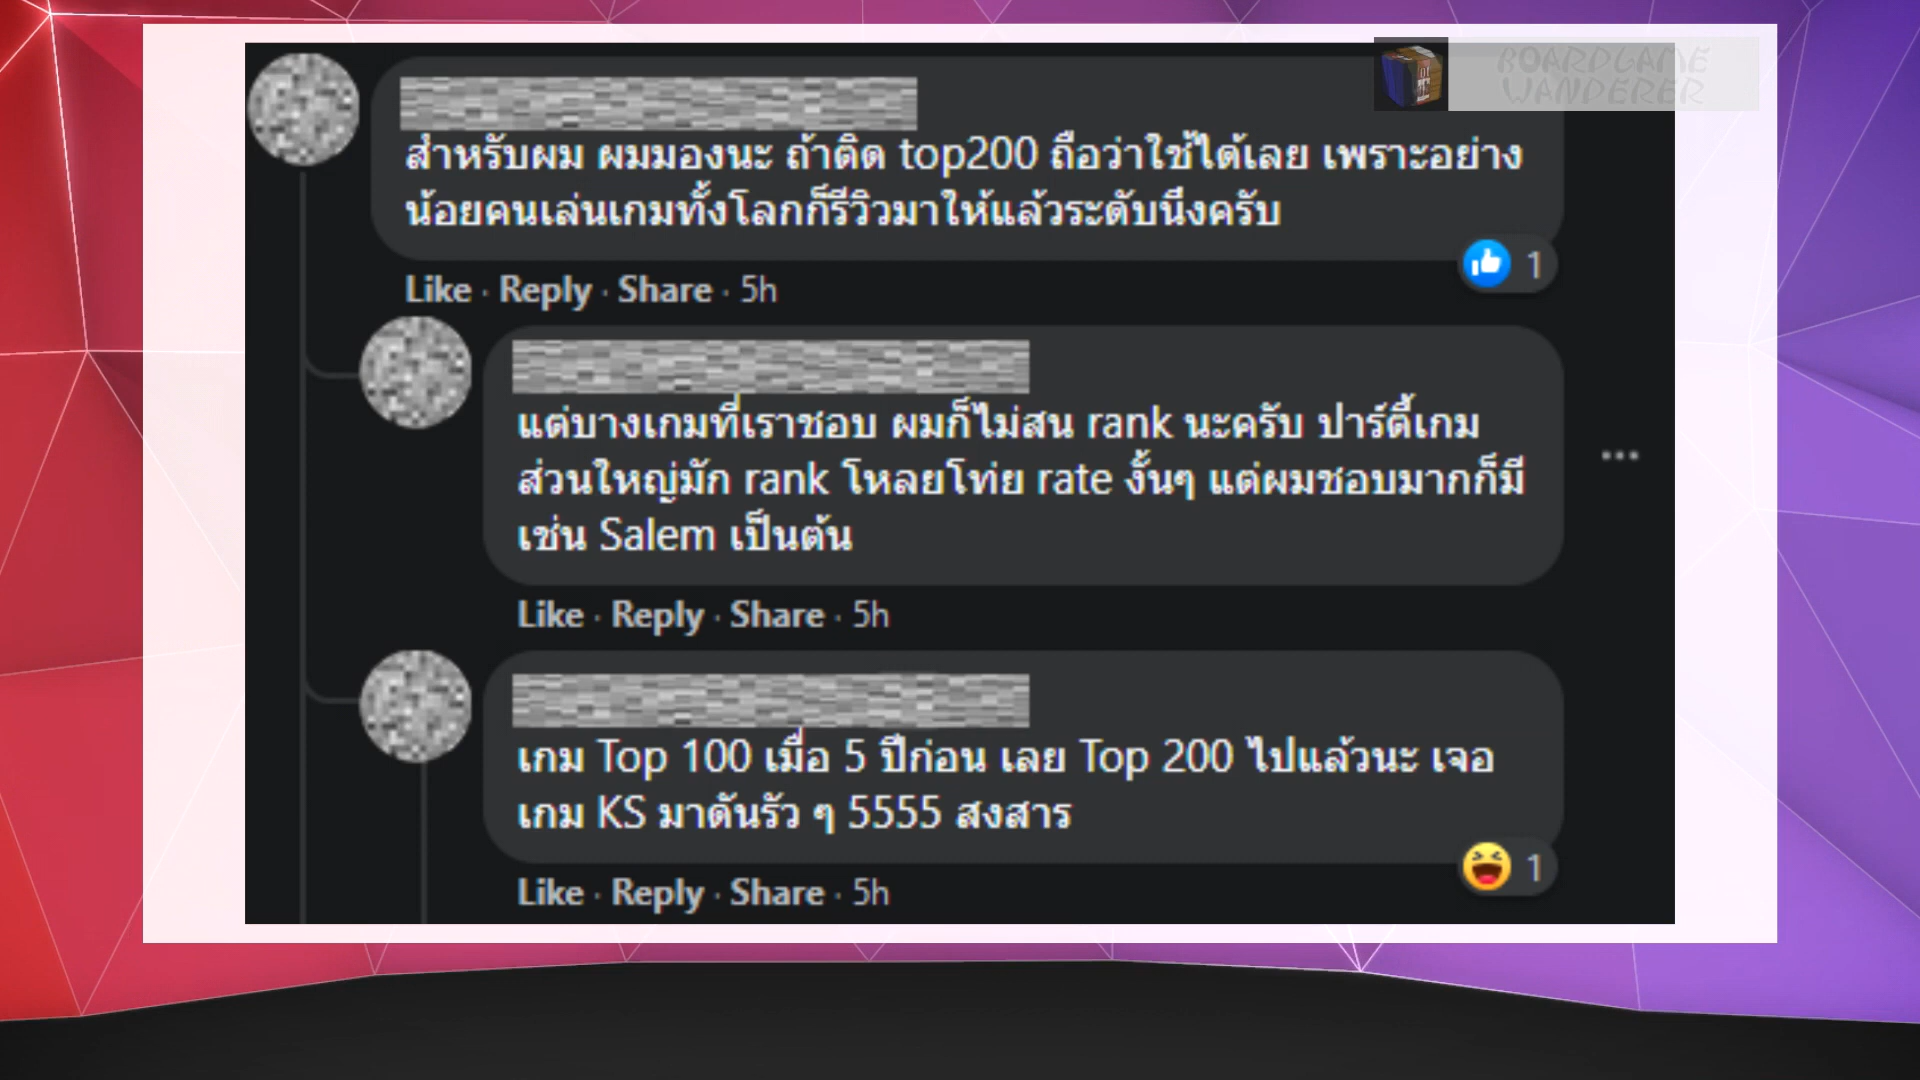 BOARDGAME
WANDERER
สำหรับผม ผมมองนะ ถ้าติด top200 ถือว่าใช้ได้เลย เพราะอย่าง
น้อยคนเล่นเกมทั้งโลกก็รีวิวมาให้แล้วระดับนึงครับ
1
Like · Reply · Share · 5h
แต่บางเกมที่เราชอบ ผมก็ไม่สน rank นะครับ ปาร์ตี้เกม
ส่วนใหญ่มัก rank โหลยโท่ย rate งั้นๆ แต่ผมชอบมากก็มี
เช่น Salem เป็นต้น
Like · Reply · Share · 5h
เกม Top 100 เมื่อ 5 ปีก่อน เลย Top 200 ไปแล้วนะ เจอ
เกม KS มาดันรัว ๆ 5555 สงสาร
1
Like · Reply · Share · 5h